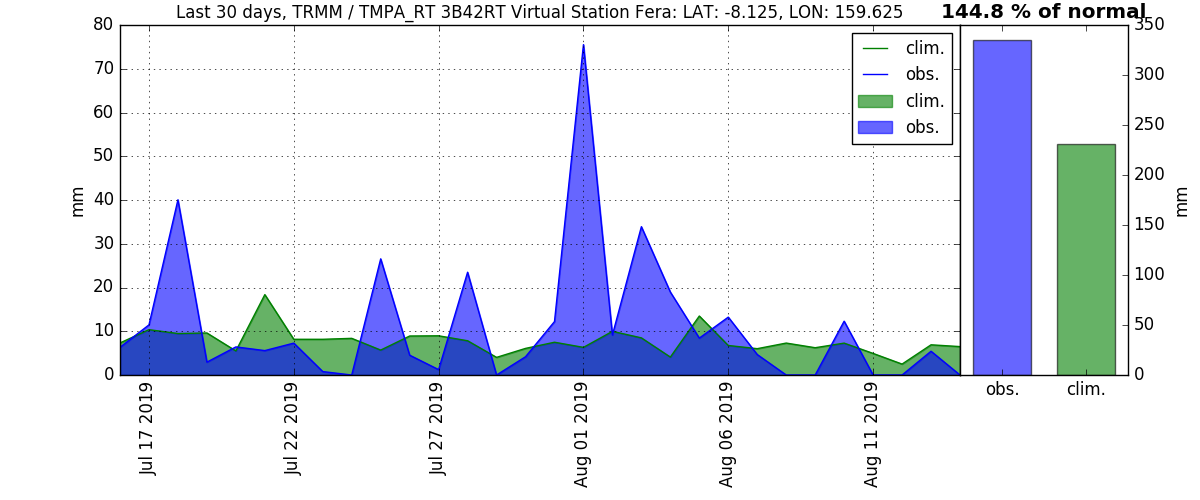 Last 30 days, TRMM / TMPA_RT 3B42RT Virtual Station Fera: LAT: -8.125, LON: 159.625
144.8 % of normal
80
70
60
50
40
30
20
10
0
mm
clim.
obs.
clim.
obs.
350
300
250
200
150
100
50
0
mm
obs.
clim.
Jul 17 2019
Jul 22 2019
Jul 27 2019
Aug 01 2019
Aug 06 2019
Aug 11 2019